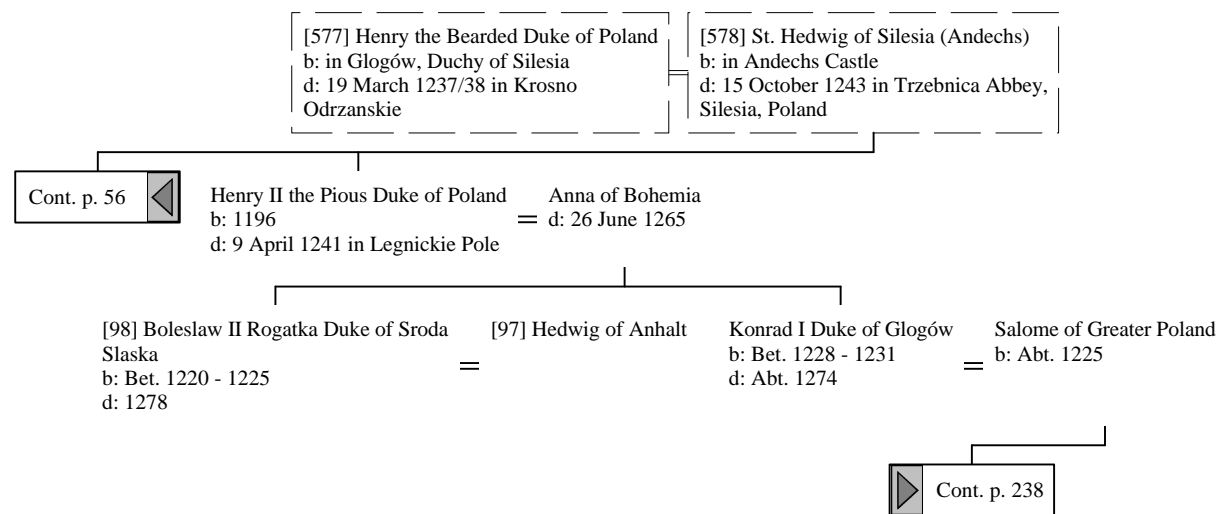 [577] Henry the Bearded Duke of Poland
b: in Glogów, Duchy of Silesia
d: 19 March 1237/38 in Krosno
Odrzanskie
=
[578] St. Hedwig of Silesia (Andechs)
b: in Andechs Castle
d: 15 October 1243 in Trzebnica Abbey,
Silesia, Poland
Cont. p. 56
Henry II the Pious Duke of Poland
b: 1196
d: 9 April 1241 in Legnickie Pole
=
Anna of Bohemia
d: 26 June 1265
[98] Boleslaw II Rogatka Duke of Sroda
Slaska
b: Bet. 1220 - 1225
d: 1278
=
[97] Hedwig of Anhalt
Konrad I Duke of Glogów
b: Bet. 1228 - 1231
d: Abt. 1274
=
Salome of Greater Poland
b: Abt. 1225
Cont. p. 238